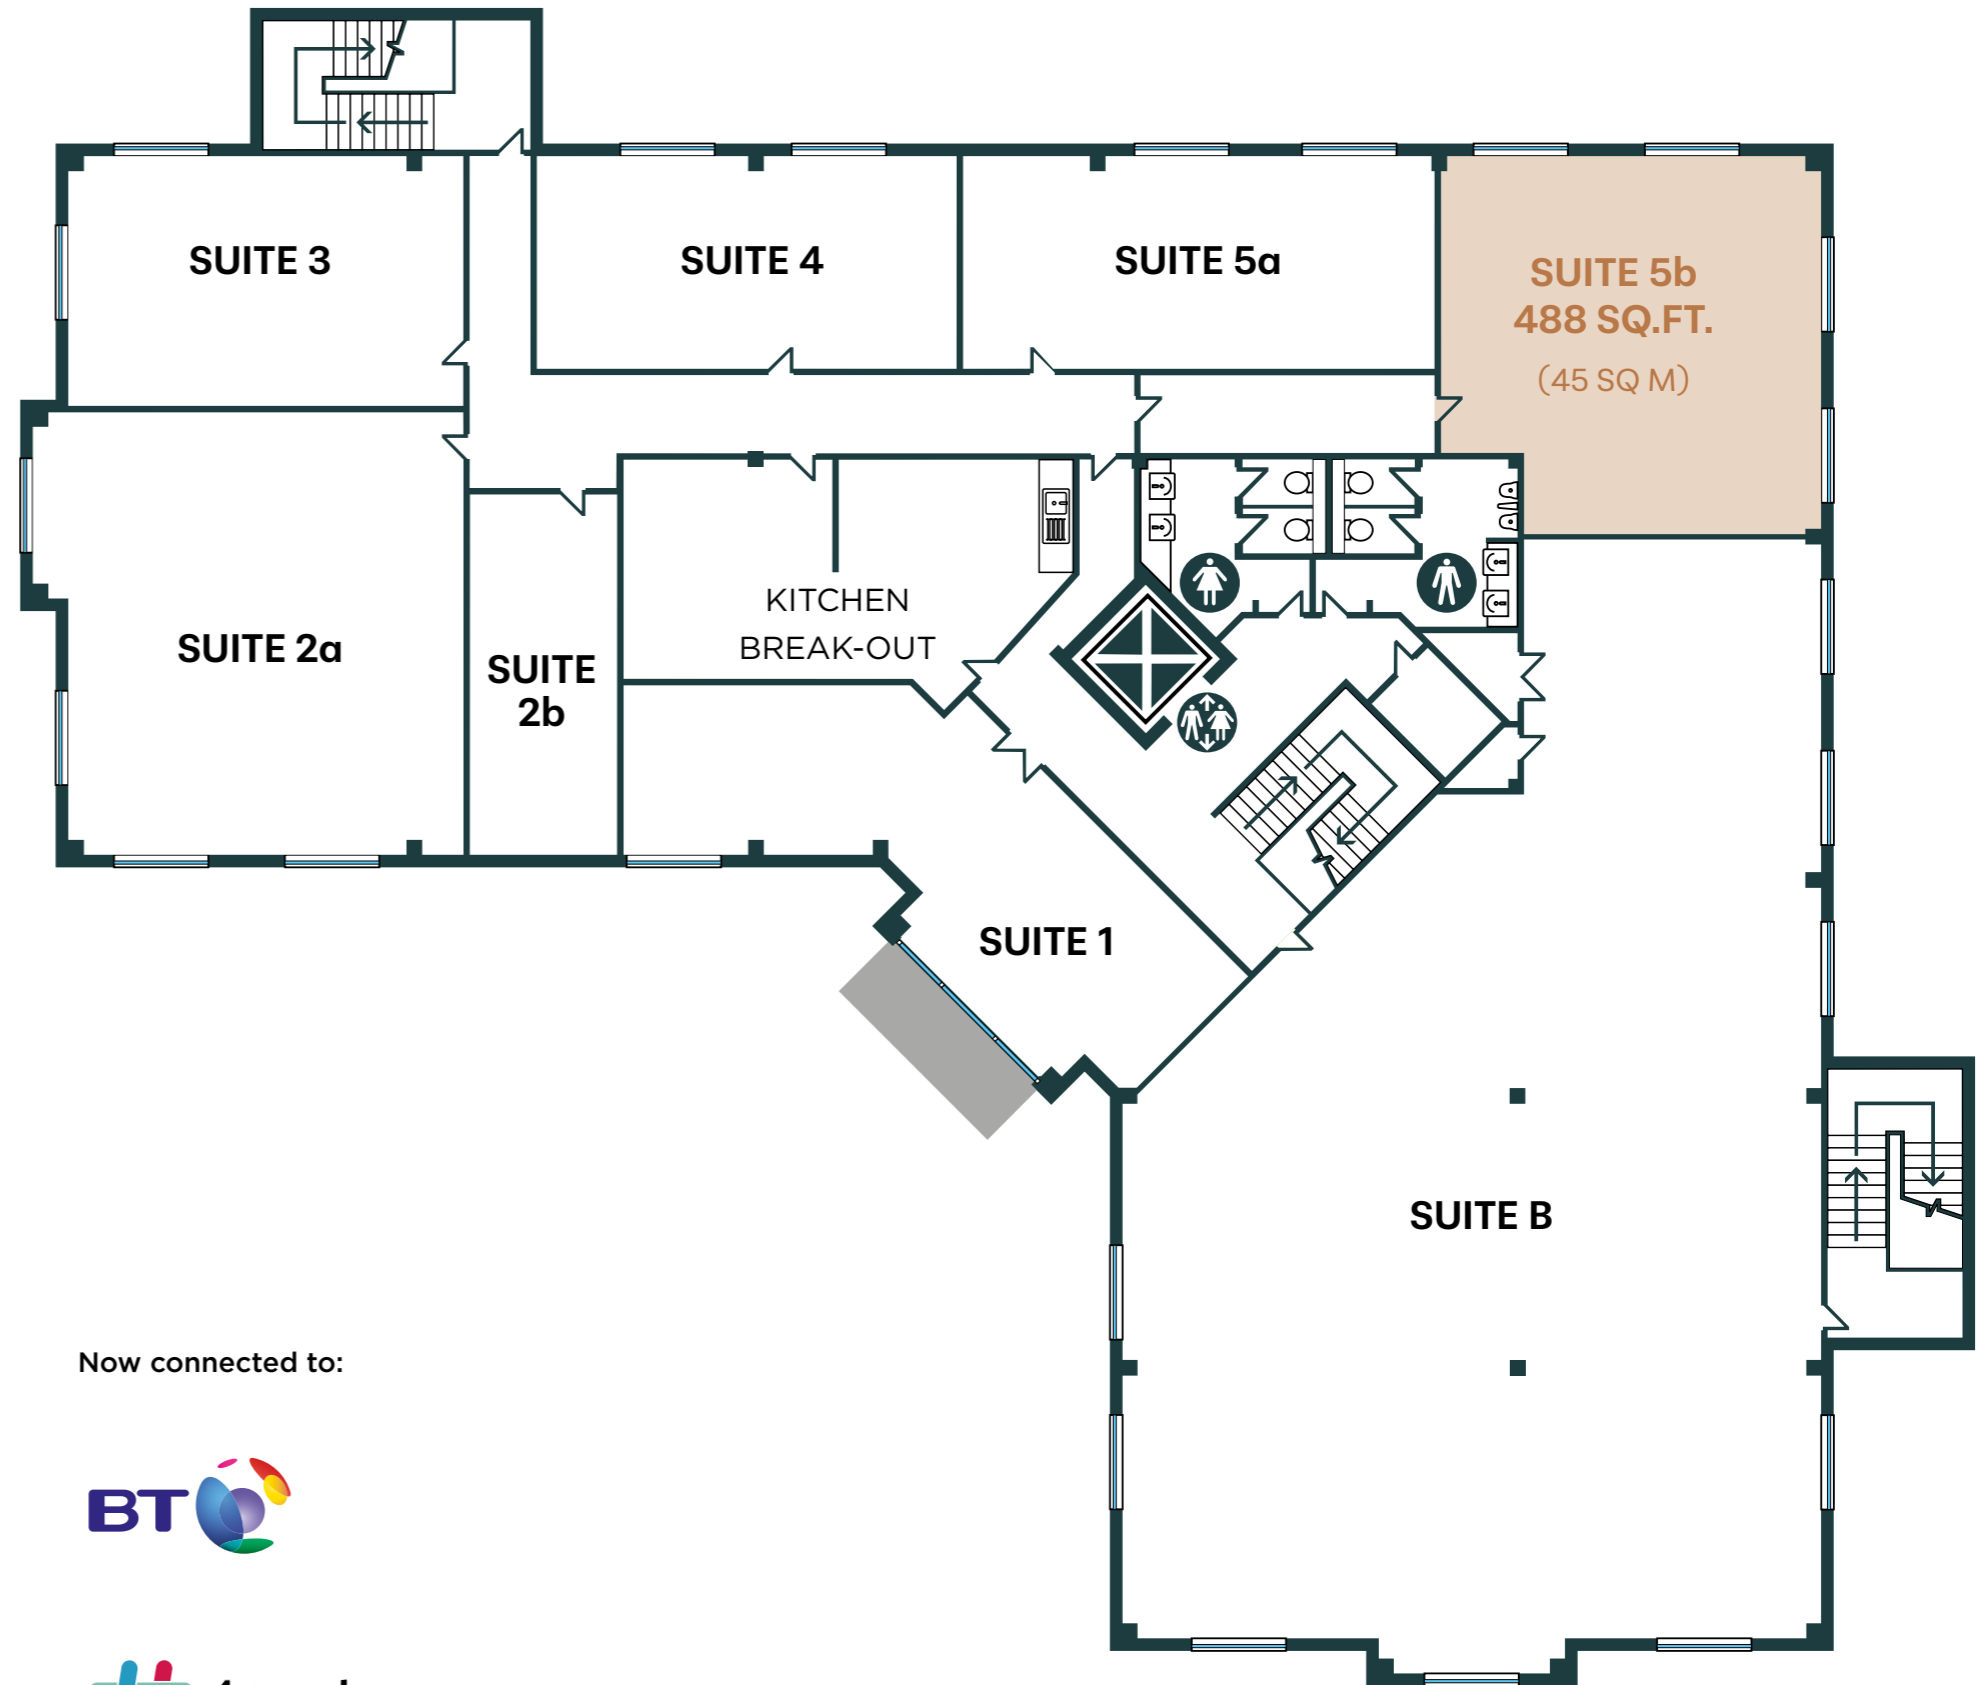 SUITE 3
SUITE 4
SUITE 5a
SUITE 5b
488 SQ.FT.
(45 SQ M)
KITCHEN
BREAK-OUT
SUITE 2a
SUITE
2b
SUITE 1
SUITE B
Now connected to:
BT